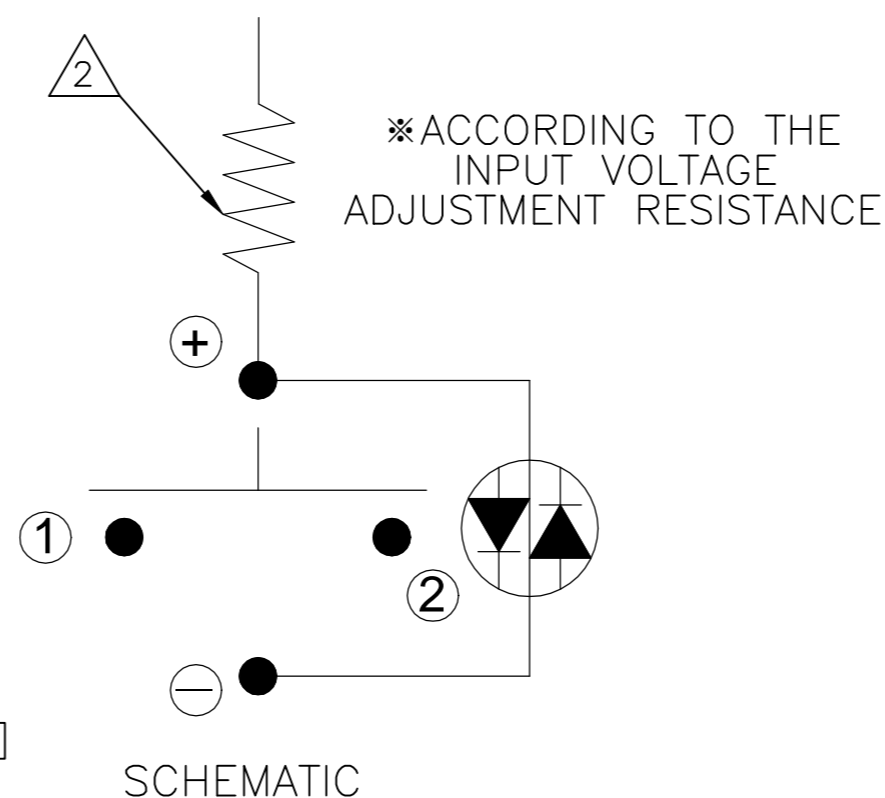 2
※ACCORDING TO THE
INPUT VOLTAGE
ADJUSTMENT RESISTANCE
+
①
②
−
SCHEMATIC